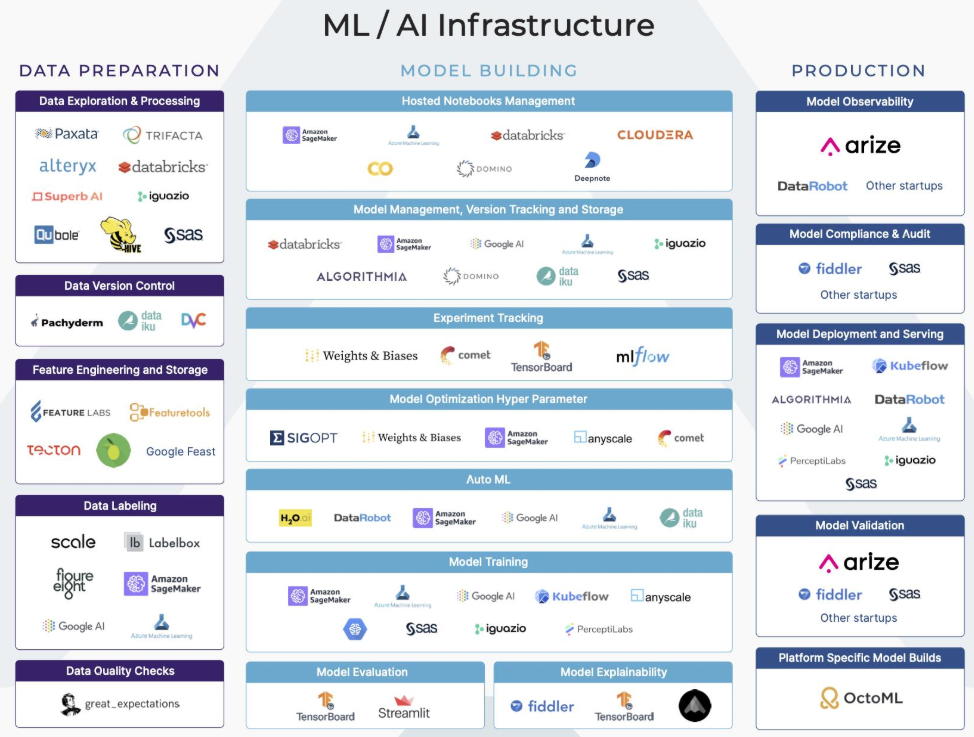 ML / AI Infrastructure
DATA PREPARATION
Data Exploration & Processing
Paxata
TRIFACTA
alteryx
databricks
Superb AI
iguazio
Qubole
HIVE
sas
Data Version Control
Pachyderm
data
iku
DVC
Feature Engineering and Storage
FEATURE LABS
Featuretools
TECTON
Google Feast
Data Labeling
scale
lb Labelbox
figure
eight
Amazon
SageMaker
Google AI
Azure Machine Learning
Data Quality Checks
great_expectations
MODEL BUILDING
Hosted Notebooks Management
Amazon
SageMaker
Azure Machine Learning
databricks
CLOUDERA
CO
DOMINO
Deepnote
Model Management, Version Tracking and Storage
databricks
Amazon
SageMaker
Google AI
Azure Machine Learning
iguazio
ALGORITHMIA
DOMINO
data
iku
sas
Experiment Tracking
Weights & Biases
comet
TensorBoard
mlflow
Model Optimization Hyper Parameter
SIGOPT
Weights & Biases
Amazon
SageMaker
anyscale
comet
Auto ML
H2O.ai
DataRobot
Amazon
SageMaker
Google AI
Azure Machine Learning
data
iku
Model Training
Amazon
SageMaker
Azure Machine Learning
Google AI
Kubeflow
anyscale
sas
iguazio
PerceptiLabs
Model Evaluation
TensorBoard
Streamlit
Model Explainability
fiddler
TensorBoard
PRODUCTION
Model Observability
arize
DataRobot
Other startups
Model Compliance & Audit
fiddler
sas
Other startups
Model Deployment and Serving
Amazon
SageMaker
Kubeflow
ALGORITHMIA
DataRobot
Google AI
Azure Machine Learning
PerceptiLabs
iguazio
sas
Model Validation
arize
fiddler
sas
Other startups
Platform Specific Model Builds
OctoML